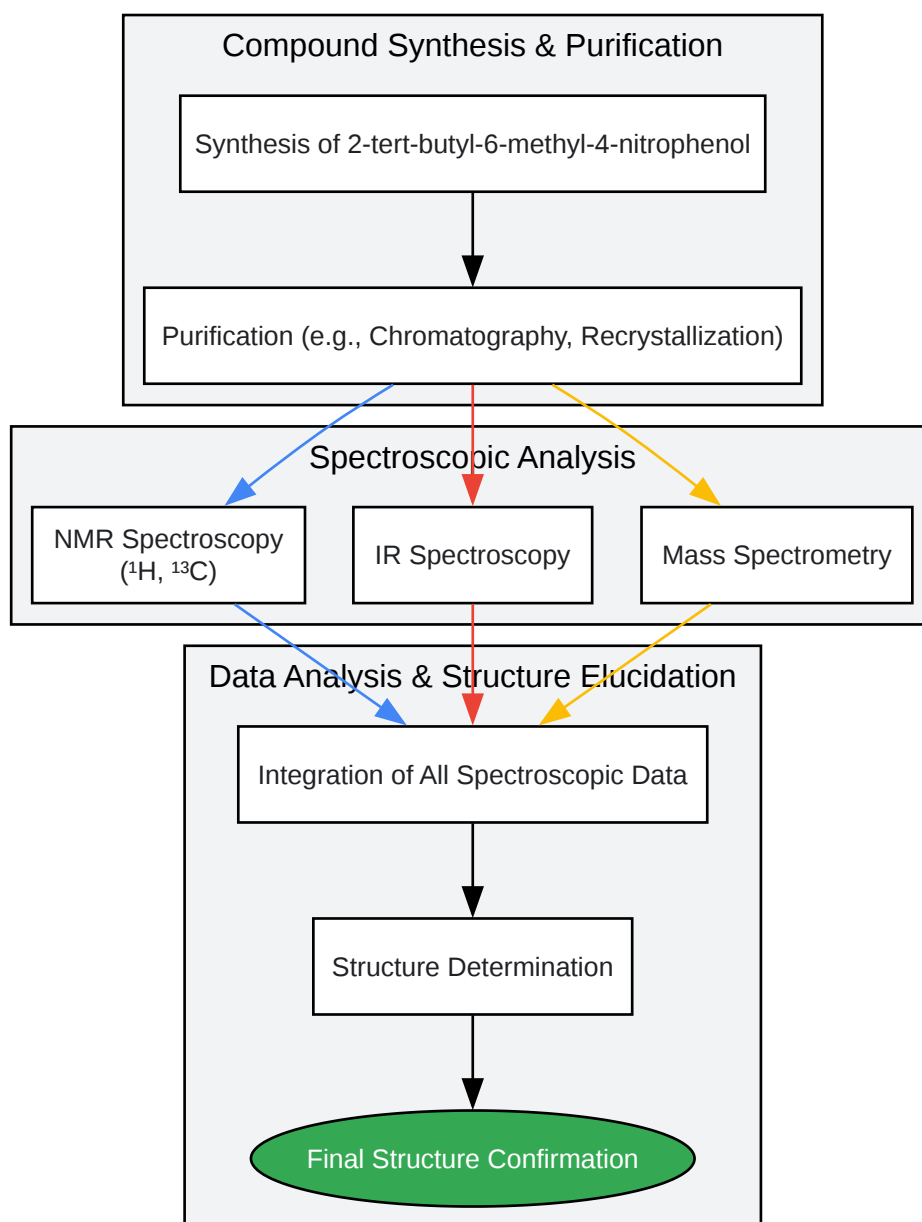 Compound Synthesis & Purification
Synthesis of 2-tert-butyl-6-methyl-4-nitrophenol
Purification (e.g., Chromatography, Recrystallization)
Spectroscopic Analysis
NMR Spectroscopy
(¹H, ¹³C)
IR Spectroscopy
Mass Spectrometry
Data Analysis & Structure Elucidation
Integration of All Spectroscopic Data
Structure Determination
Final Structure Confirmation